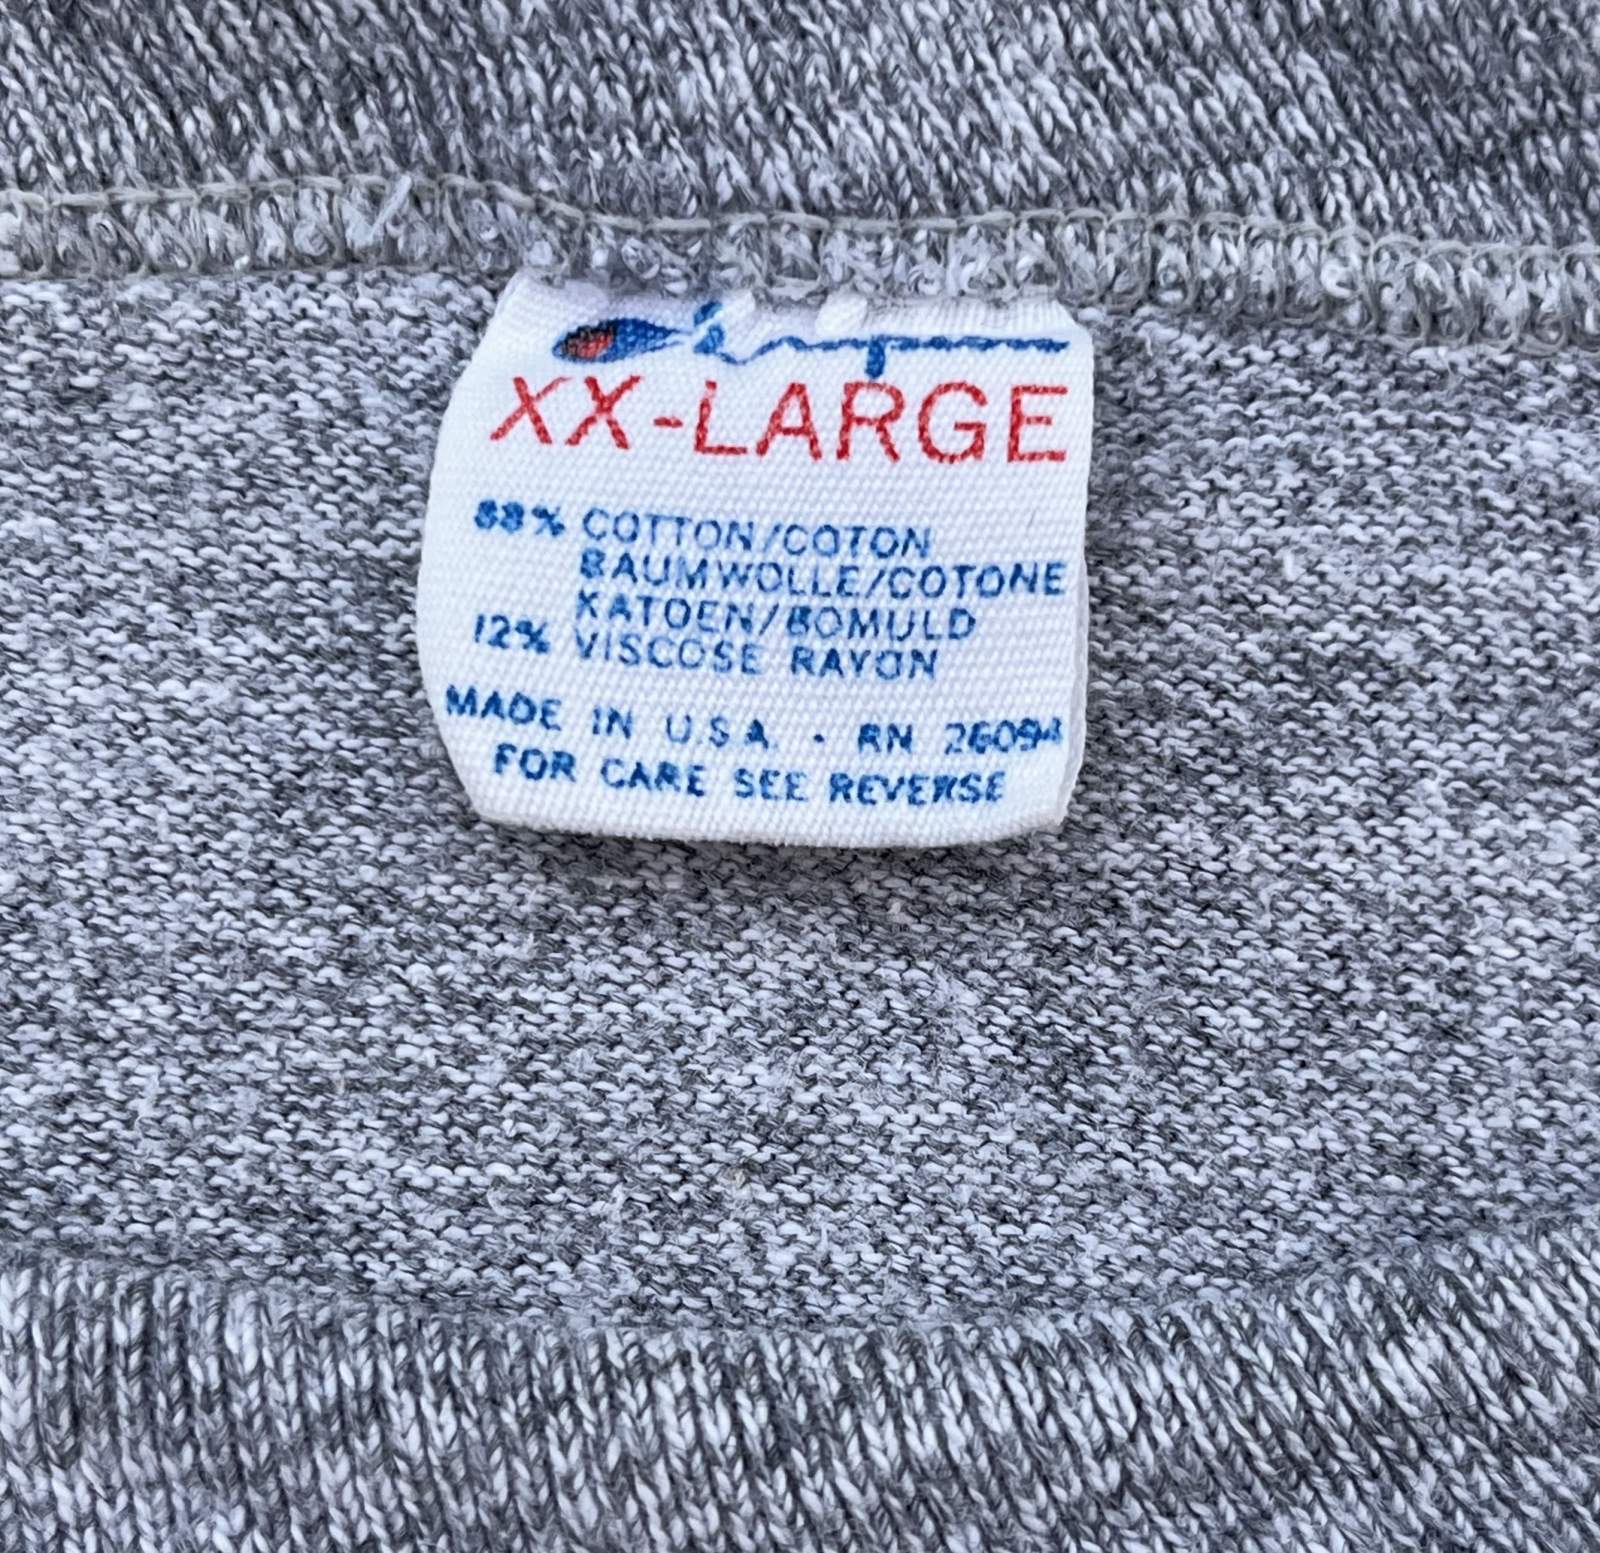 Champion
XX-LARGE
88% COTTON/COTON
BAUMWOLLE/COTONE
KATOEN/BOMULD
12% VISCOSE RAYON
MADE IN U.S.A. · RN 26094
FOR CARE SEE REVERSE